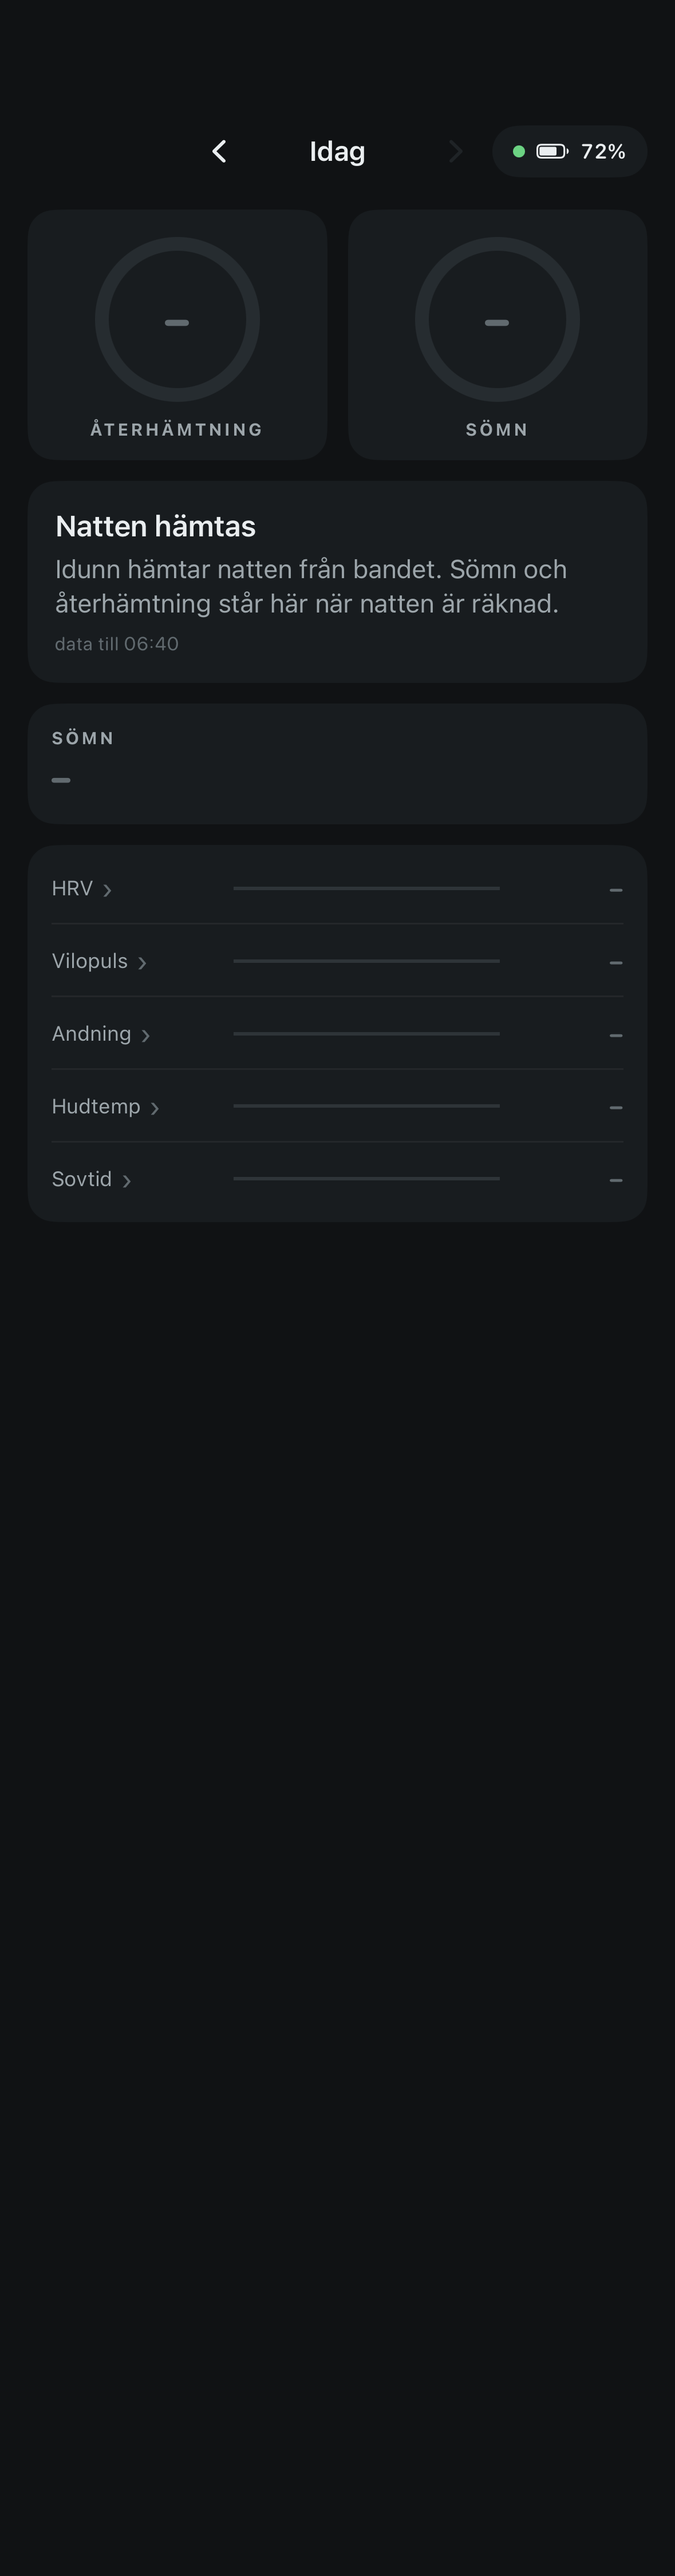 Idag
72%
–
–
ÅTERHÄMTNING
SÖMN
Natten hämtas
Idunn hämtar natten från bandet. Sömn och
återhämtning står här när natten är räknad.
data till 06:40
SÖMN
–
HRV
–
Vilopuls
–
Andning
–
Hudtemp
–
Sovtid
–